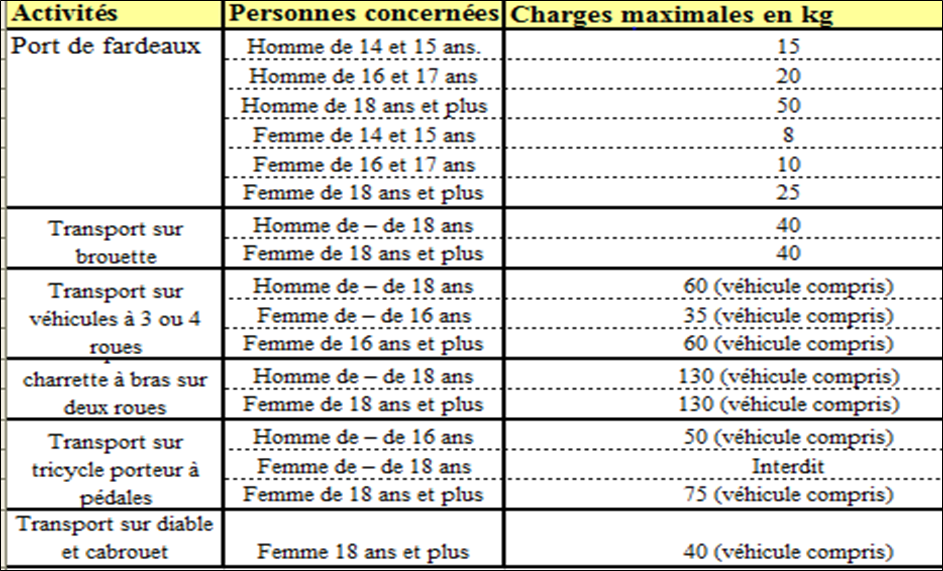 Activités Personnes concernées Charges maximales en kg
Port de fardeaux Homme de 14 et 15 ans. 15
Homme de 16 et 17 ans 20
Homme de 18 ans et plus 50
Femme de 14 et 15 ans 8
Femme de 16 et 17 ans 10
Femme de 18 ans et plus 25
Transport sur brouette Homme de – de 18 ans 40
Femme de 18 ans et plus 40
Transport sur véhicules à 3 ou 4 roues Homme de – de 18 ans 60 (véhicule compris)
Femme de – de 16 ans 35 (véhicule compris)
Femme de 16 ans et plus 60 (véhicule compris)
charrette à bras sur deux roues Homme de – de 18 ans 130 (véhicule compris)
Femme de 18 ans et plus 130 (véhicule compris)
Transport sur tricycle porteur à pédales Homme de – de 16 ans 50 (véhicule compris)
Femme de – de 18 ans Interdit
Femme de 18 ans et plus 75 (véhicule compris)
Transport sur diable et cabrouet Femme 18 ans et plus 40 (véhicule compris)